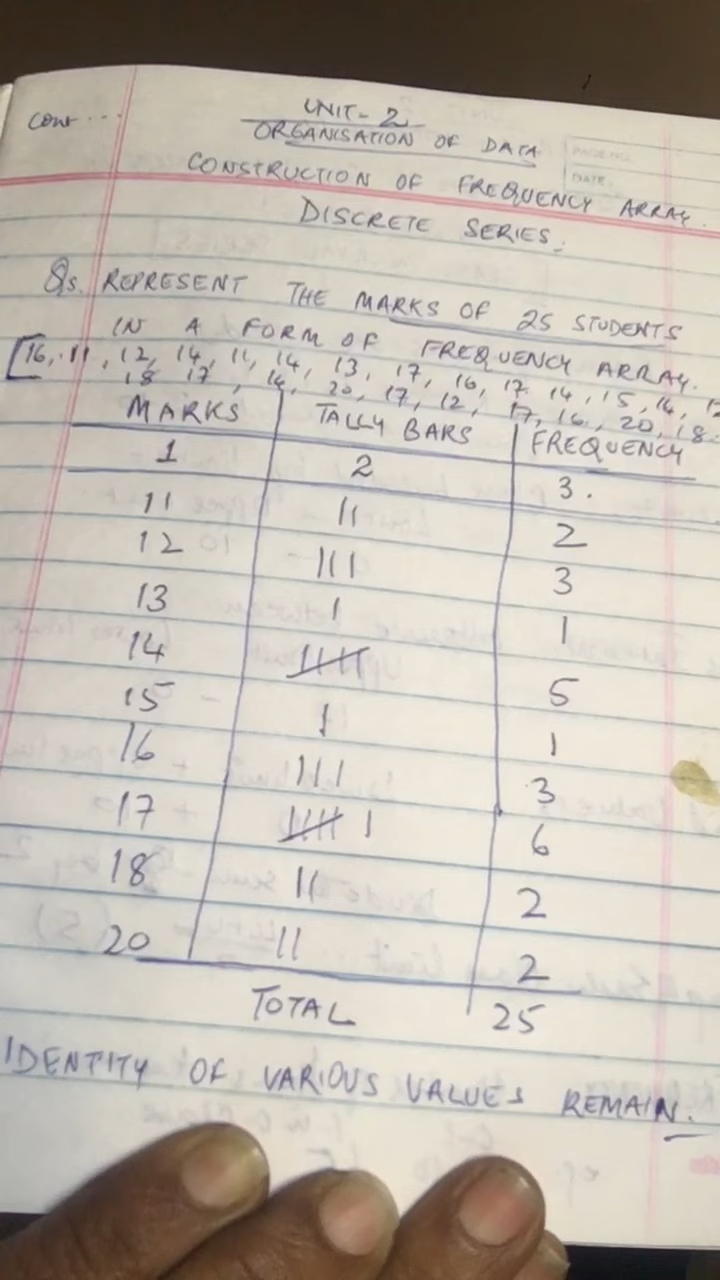 UNIT-2
cont...
ORGANISATION OF DATA
CONSTRUCTION OF FREQUENCY ARRAY.
DISCRETE SERIES.
Qs. REPRESENT THE MARKS OF 25 STUDENTS
IN A FORM OF FREQUENCY ARRAY.
[16, 11, 12, 14, 11, 14, 13, 17, 16, 17 14, 15, 14, 12
18 17, 14, 20, 17, 12, 17, 16, 20, 18.
MARKS TALLY BARS FREQUENCY
1 2 3.
11 || 2
12 ||| 3
13 | 1
14 |||| 5
15 | 1
16 ||| 3
17 |||| | 6
18 || 2
20 || 2
TOTAL 25
IDENTITY OF VARIOUS VALUES REMAIN.